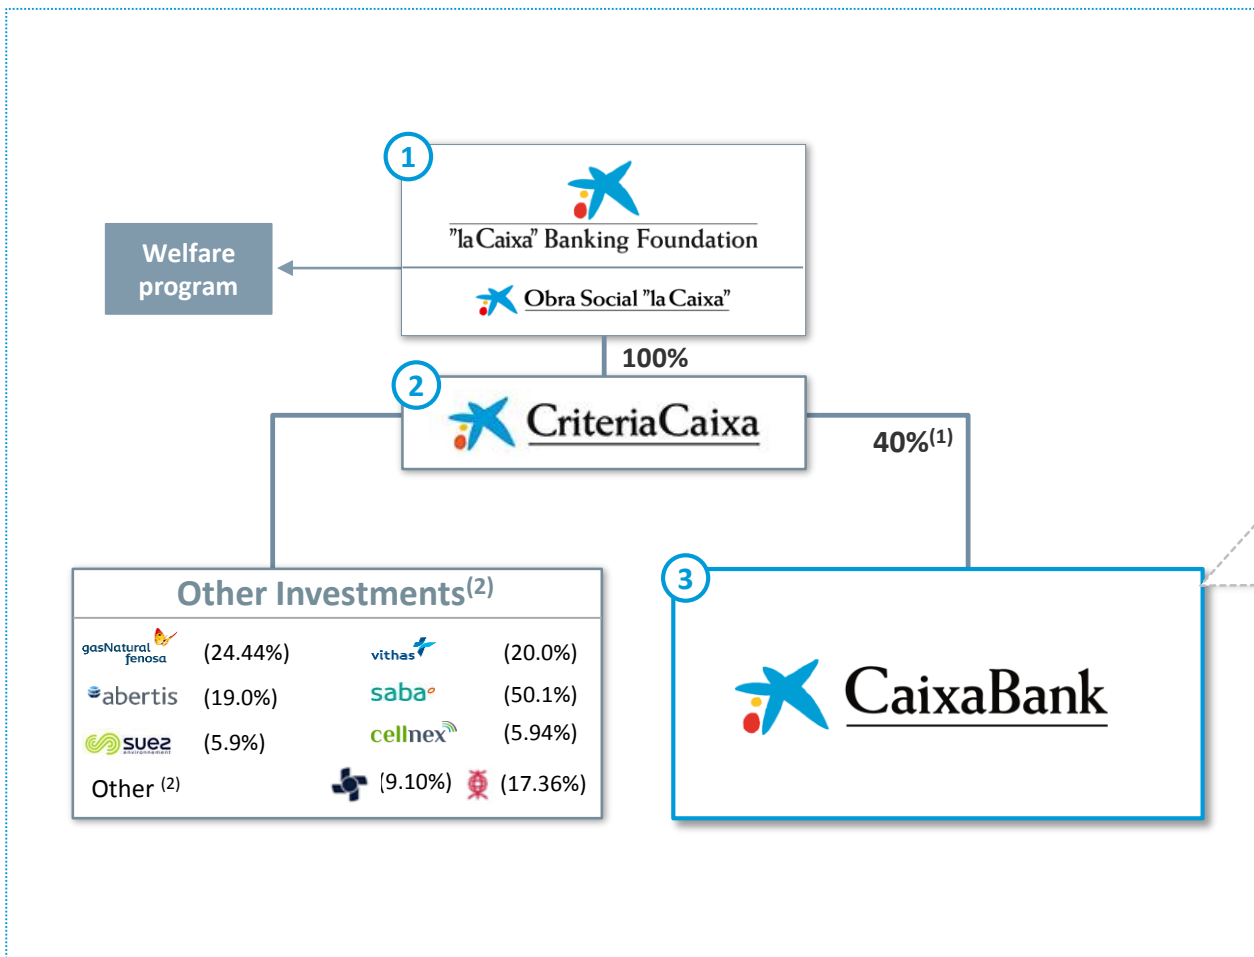 1
"la Caixa" Banking Foundation
Obra Social "la Caixa"
Welfare
program
100%
2
CriteriaCaixa
40%(1)
Other Investments(2)
gasNatural
fenosa
(24.44%)
vithas
(20.0%)
abertis
(19.0%)
saba
(50.1%)
suez
environnement
(5.9%)
cellnex
(5.94%)
Other (2)
(9.10%)
(17.36%)
3
CaixaBank